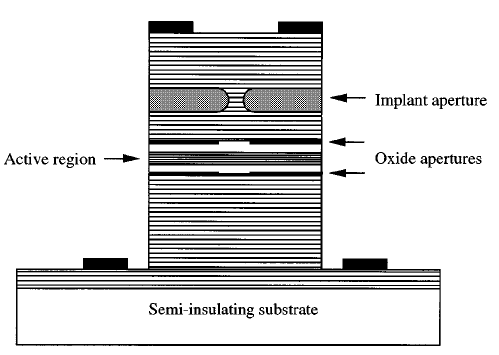 Implant aperture
Active region
Oxide apertures
Semi-insulating substrate